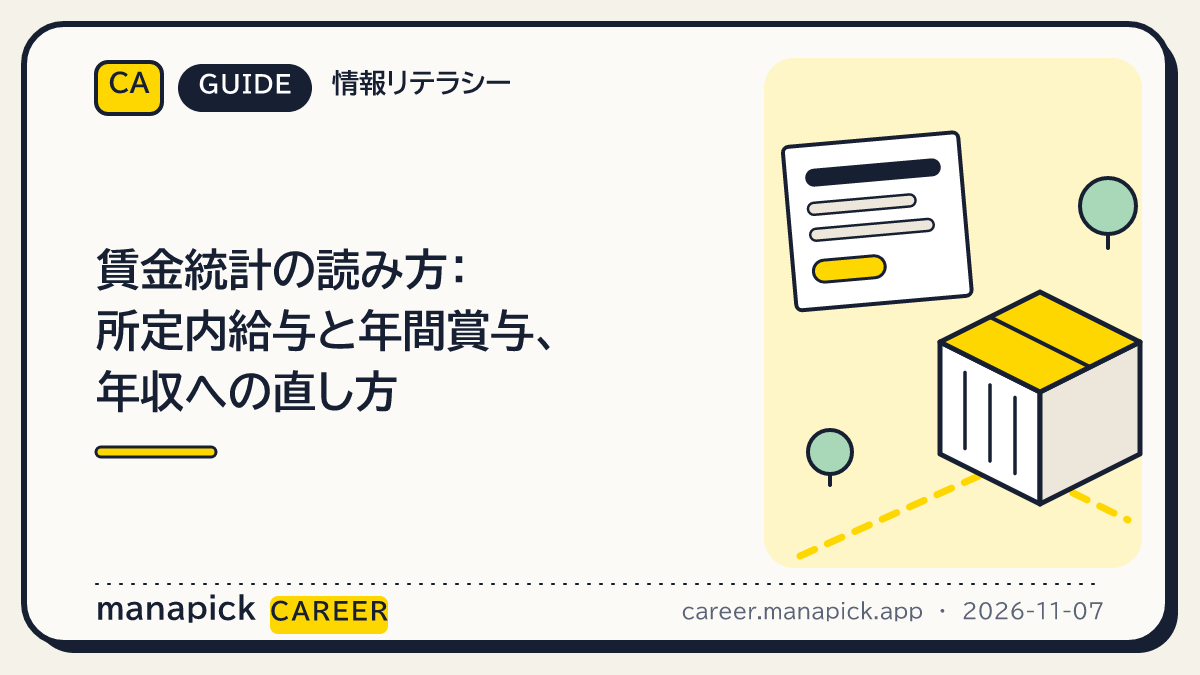 CA GUIDE 情報リテラシー
賃金統計の読み方：
所定内給与と年間賞与、
年収への直し方
manapick CAREER
career.manapick.app ・ 2026-11-07